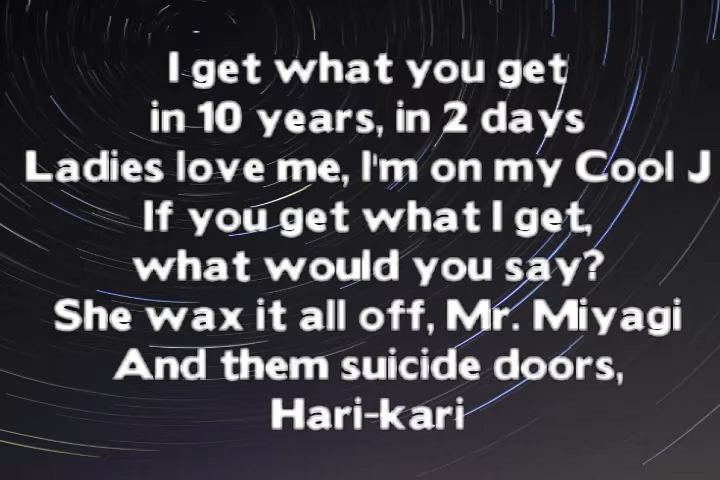 I get what you get
in 10 years, in 2 days
Ladies love me, I'm on my Cool J
If you get what I get,
what would you say?
She wax it all off, Mr. Miyagi
And them suicide doors,
Hari-kari